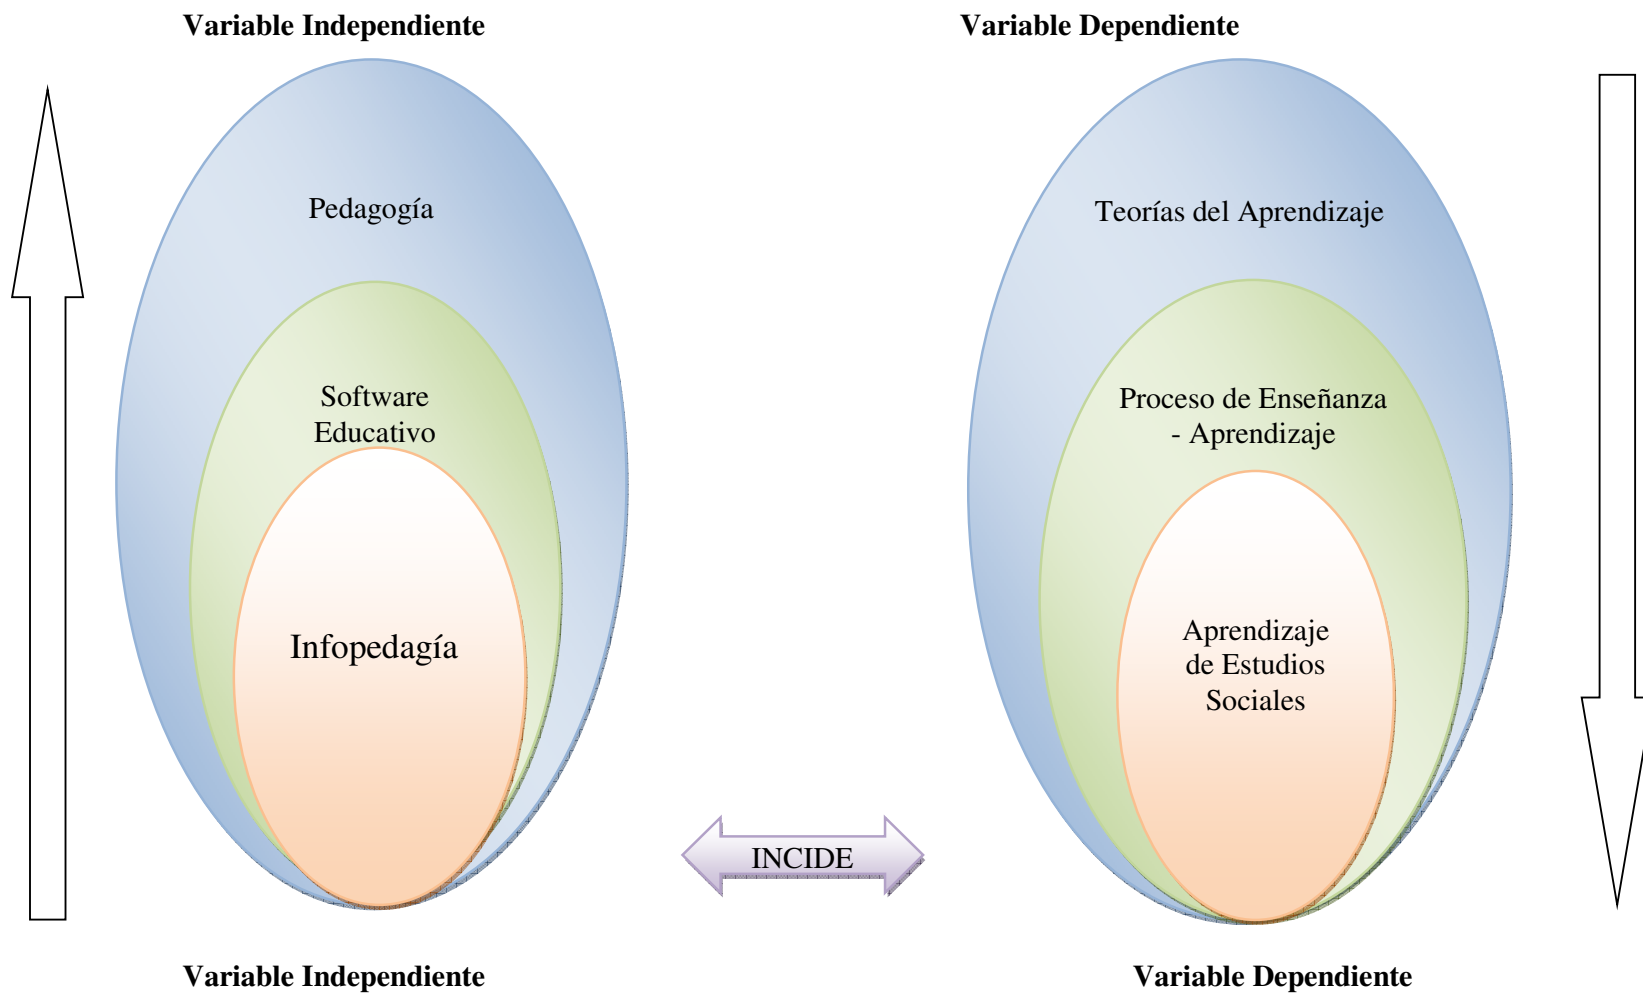 Variable Independiente
Variable Dependiente
Pedagogía
Teorías del Aprendizaje
Software
Educativo
Proceso de Enseñanza
- Aprendizaje
Infopedagía
Aprendizaje
de Estudios
Sociales
INCIDE
Variable Independiente
Variable Dependiente